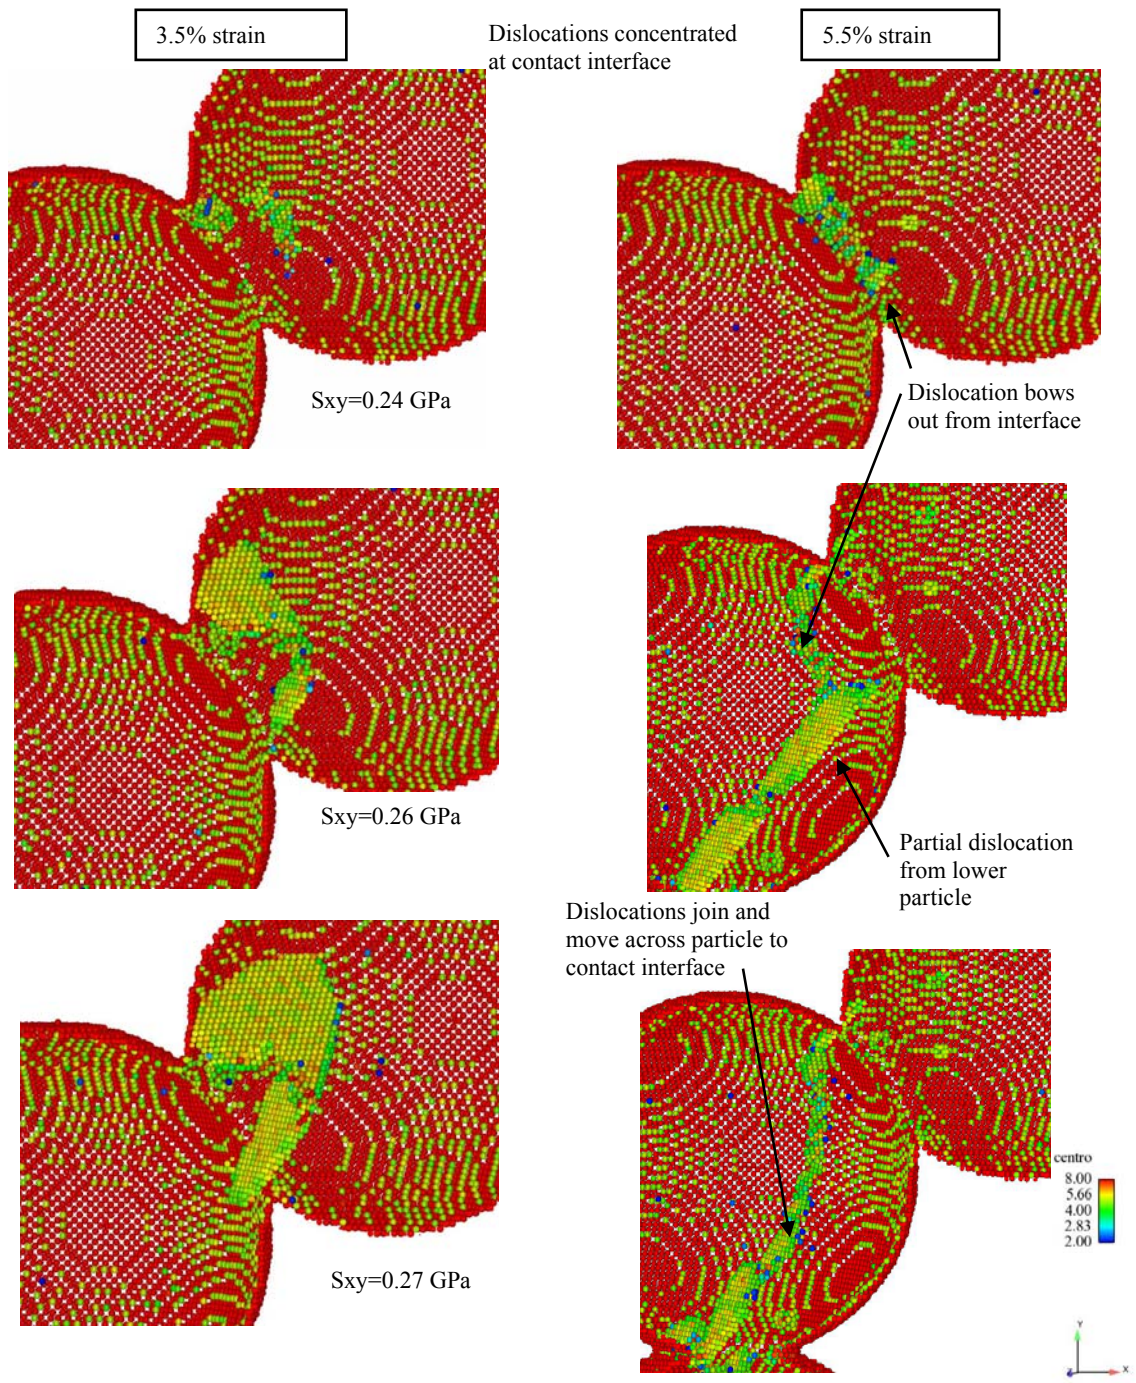 3.5% strain
Dislocations concentrated
at contact interface
5.5% strain
Sxy=0.24 GPa
Dislocation bows
out from interface
Sxy=0.26 GPa
Partial dislocation
from lower
particle
Dislocations join and
move across particle to
contact interface
Sxy=0.27 GPa
centro
8.00
5.66
4.00
2.83
2.00
Y
Z
X